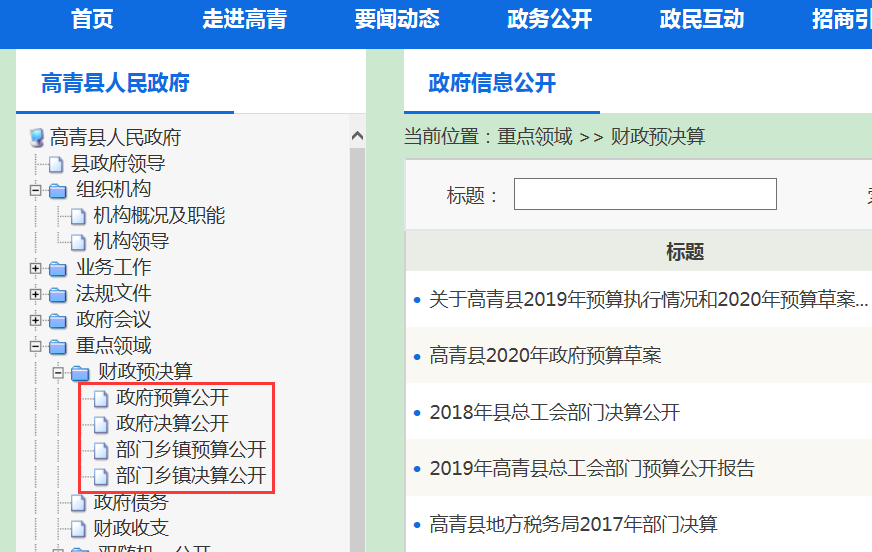 首页 走进高青 要闻动态 政务公开 政民互动 招商引
高青县人民政府
高青县人民政府
县政府领导
组织机构
机构概况及职能
机构领导
业务工作
法规文件
政府会议
重点领域
财政预决算
政府预算公开
政府决算公开
部门乡镇预算公开
部门乡镇决算公开
政府债务
财政收支
政府信息公开
当前位置：重点领域 >> 财政预决算
标题：
标题
关于高青县2019年预算执行情况和2020年预算草案...
高青县2020年政府预算草案
2018年县总工会部门决算公开
2019年高青县总工会部门预算公开报告
高青县地方税务局2017年部门决算